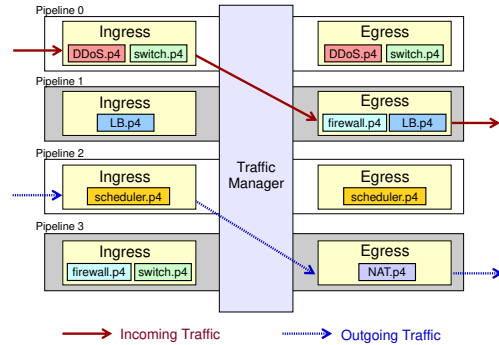 Pipeline 0
Ingress
DDoS.p4 switch.p4
Egress
DDoS.p4 switch.p4
Pipeline 1
Ingress
LB.p4
Egress
firewall.p4 LB.p4
Traffic
Manager
Pipeline 2
Ingress
scheduler.p4
Egress
scheduler.p4
Pipeline 3
Ingress
firewall.p4 switch.p4
Egress
NAT.p4
Incoming Traffic
Outgoing Traffic